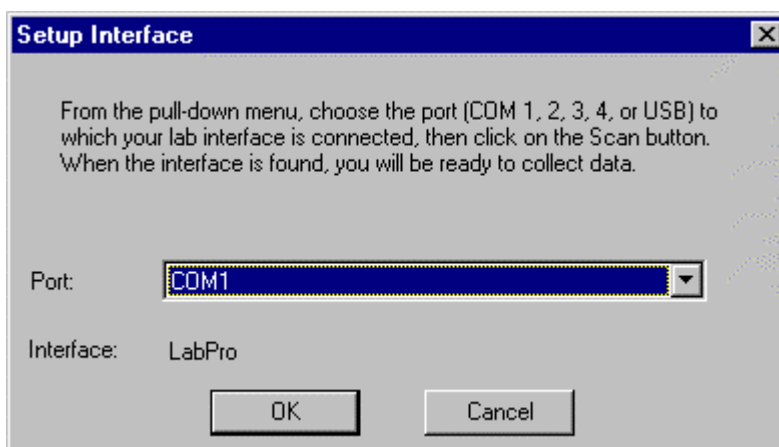 Setup Interface
From the pull-down menu, choose the port (COM 1, 2, 3, 4, or USB) to
which your lab interface is connected, then click on the Scan button.
When the interface is found, you will be ready to collect data.
Port: COM1
Interface: LabPro
OK Cancel